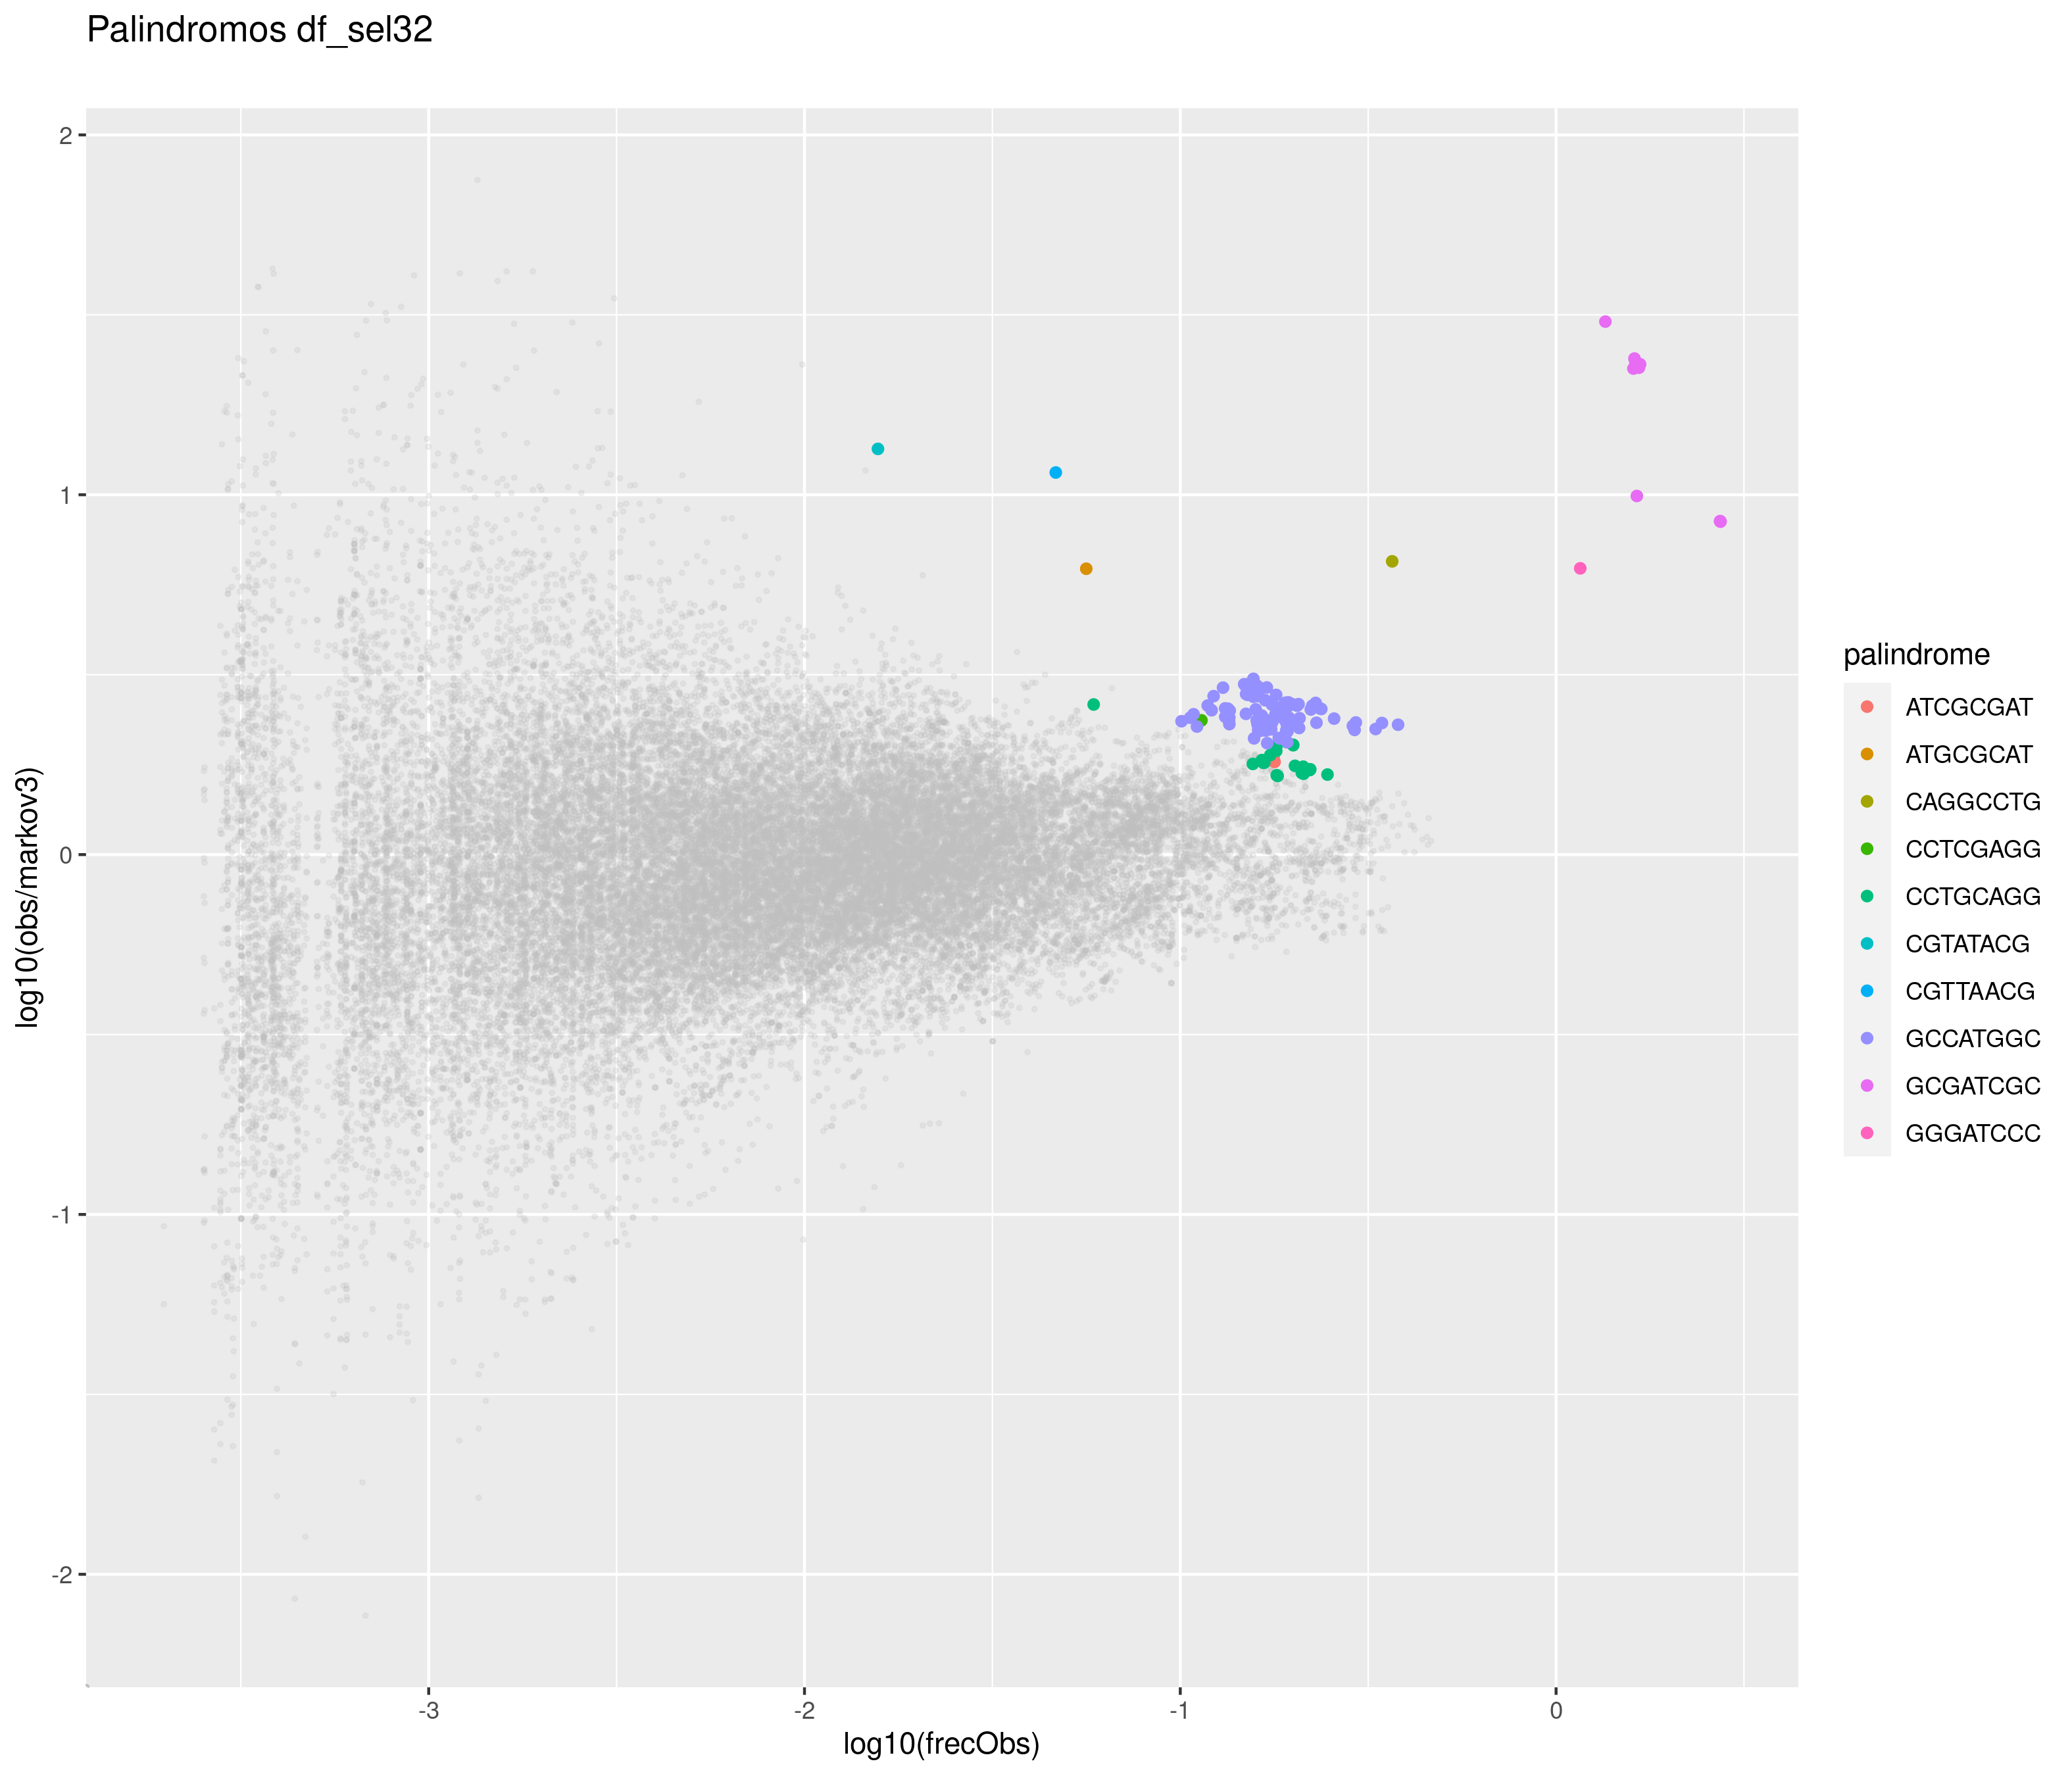 Palindromos df_sel32
2
1
0
-1
-2
log10(obs/markov3)
-3
-2
-1
0
log10(frecObs)
palindrome
ATCGCGAT
ATGCGCAT
CAGGCCTG
CCTCGAGG
CCTGCAGG
CGTATACG
CGTTAACG
GCCATGGC
GCGATCGC
GGGATCCC